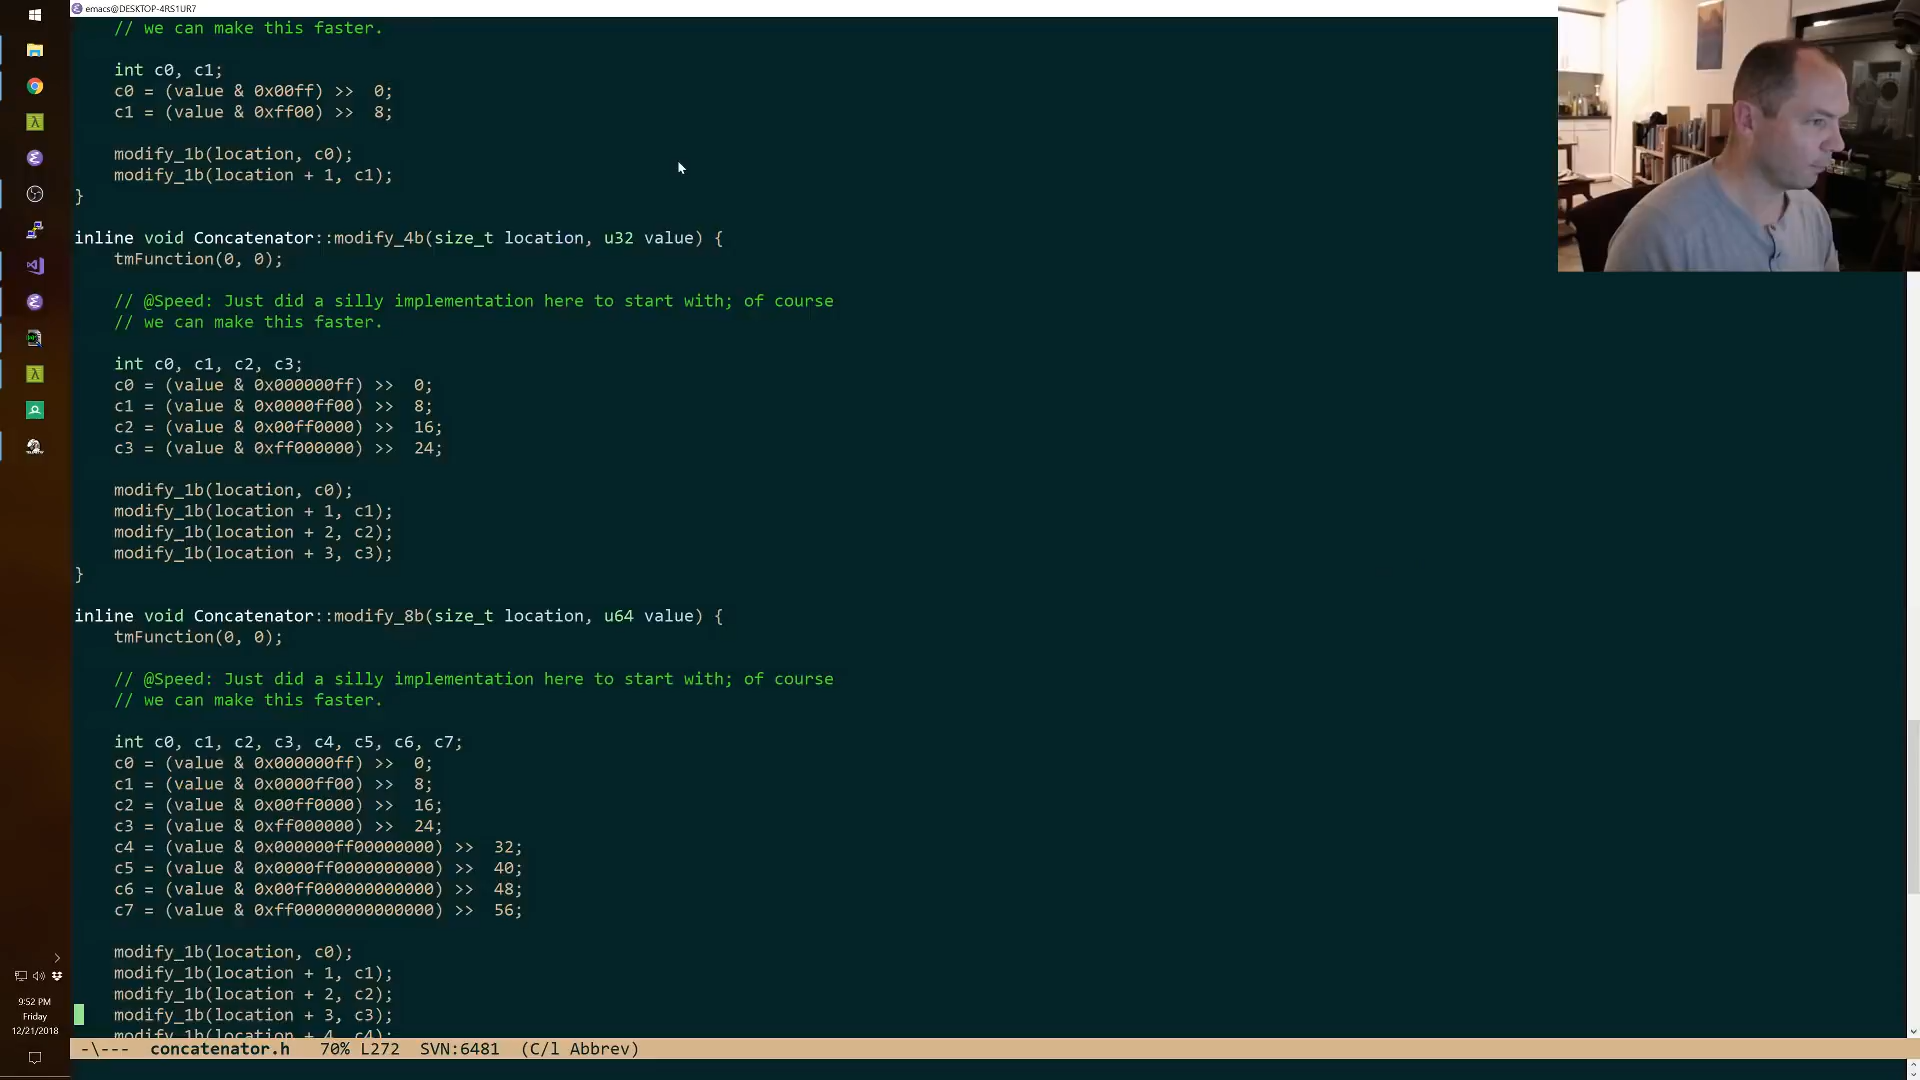 emacs@DESKTOP-4RS1UR7
// we can make this faster.
int c0, c1;
c0 = (value & 0x00ff) >>  0;
c1 = (value & 0xff00) >>  8;
modify_1b(location, c0);
modify_1b(location + 1, c1);
}
inline void Concatenator::modify_4b(size_t location, u32 value) {
tmFunction(0, 0);
// @Speed: Just did a silly implementation here to start with; of course
// we can make this faster.
int c0, c1, c2, c3;
c0 = (value & 0x000000ff) >>  0;
c1 = (value & 0x0000ff00) >>  8;
c2 = (value & 0x00ff0000) >>  16;
c3 = (value & 0xff000000) >>  24;
modify_1b(location, c0);
modify_1b(location + 1, c1);
modify_1b(location + 2, c2);
modify_1b(location + 3, c3);
}
inline void Concatenator::modify_8b(size_t location, u64 value) {
tmFunction(0, 0);
// @Speed: Just did a silly implementation here to start with; of course
// we can make this faster.
int c0, c1, c2, c3, c4, c5, c6, c7;
c0 = (value & 0x000000ff) >>  0;
c1 = (value & 0x0000ff00) >>  8;
c2 = (value & 0x00ff0000) >>  16;
c3 = (value & 0xff000000) >>  24;
c4 = (value & 0x000000ff00000000) >>  32;
c5 = (value & 0x0000ff0000000000) >>  40;
c6 = (value & 0x00ff000000000000) >>  48;
c7 = (value & 0xff00000000000000) >>  56;
modify_1b(location, c0);
modify_1b(location + 1, c1);
modify_1b(location + 2, c2);
modify_1b(location + 3, c3);
modify_1b(location + 4, c4);
-\--- concatenator.h 70% L272 SVN:6481 (C/l Abbrev)
9:52 PM
Friday
12/21/2018